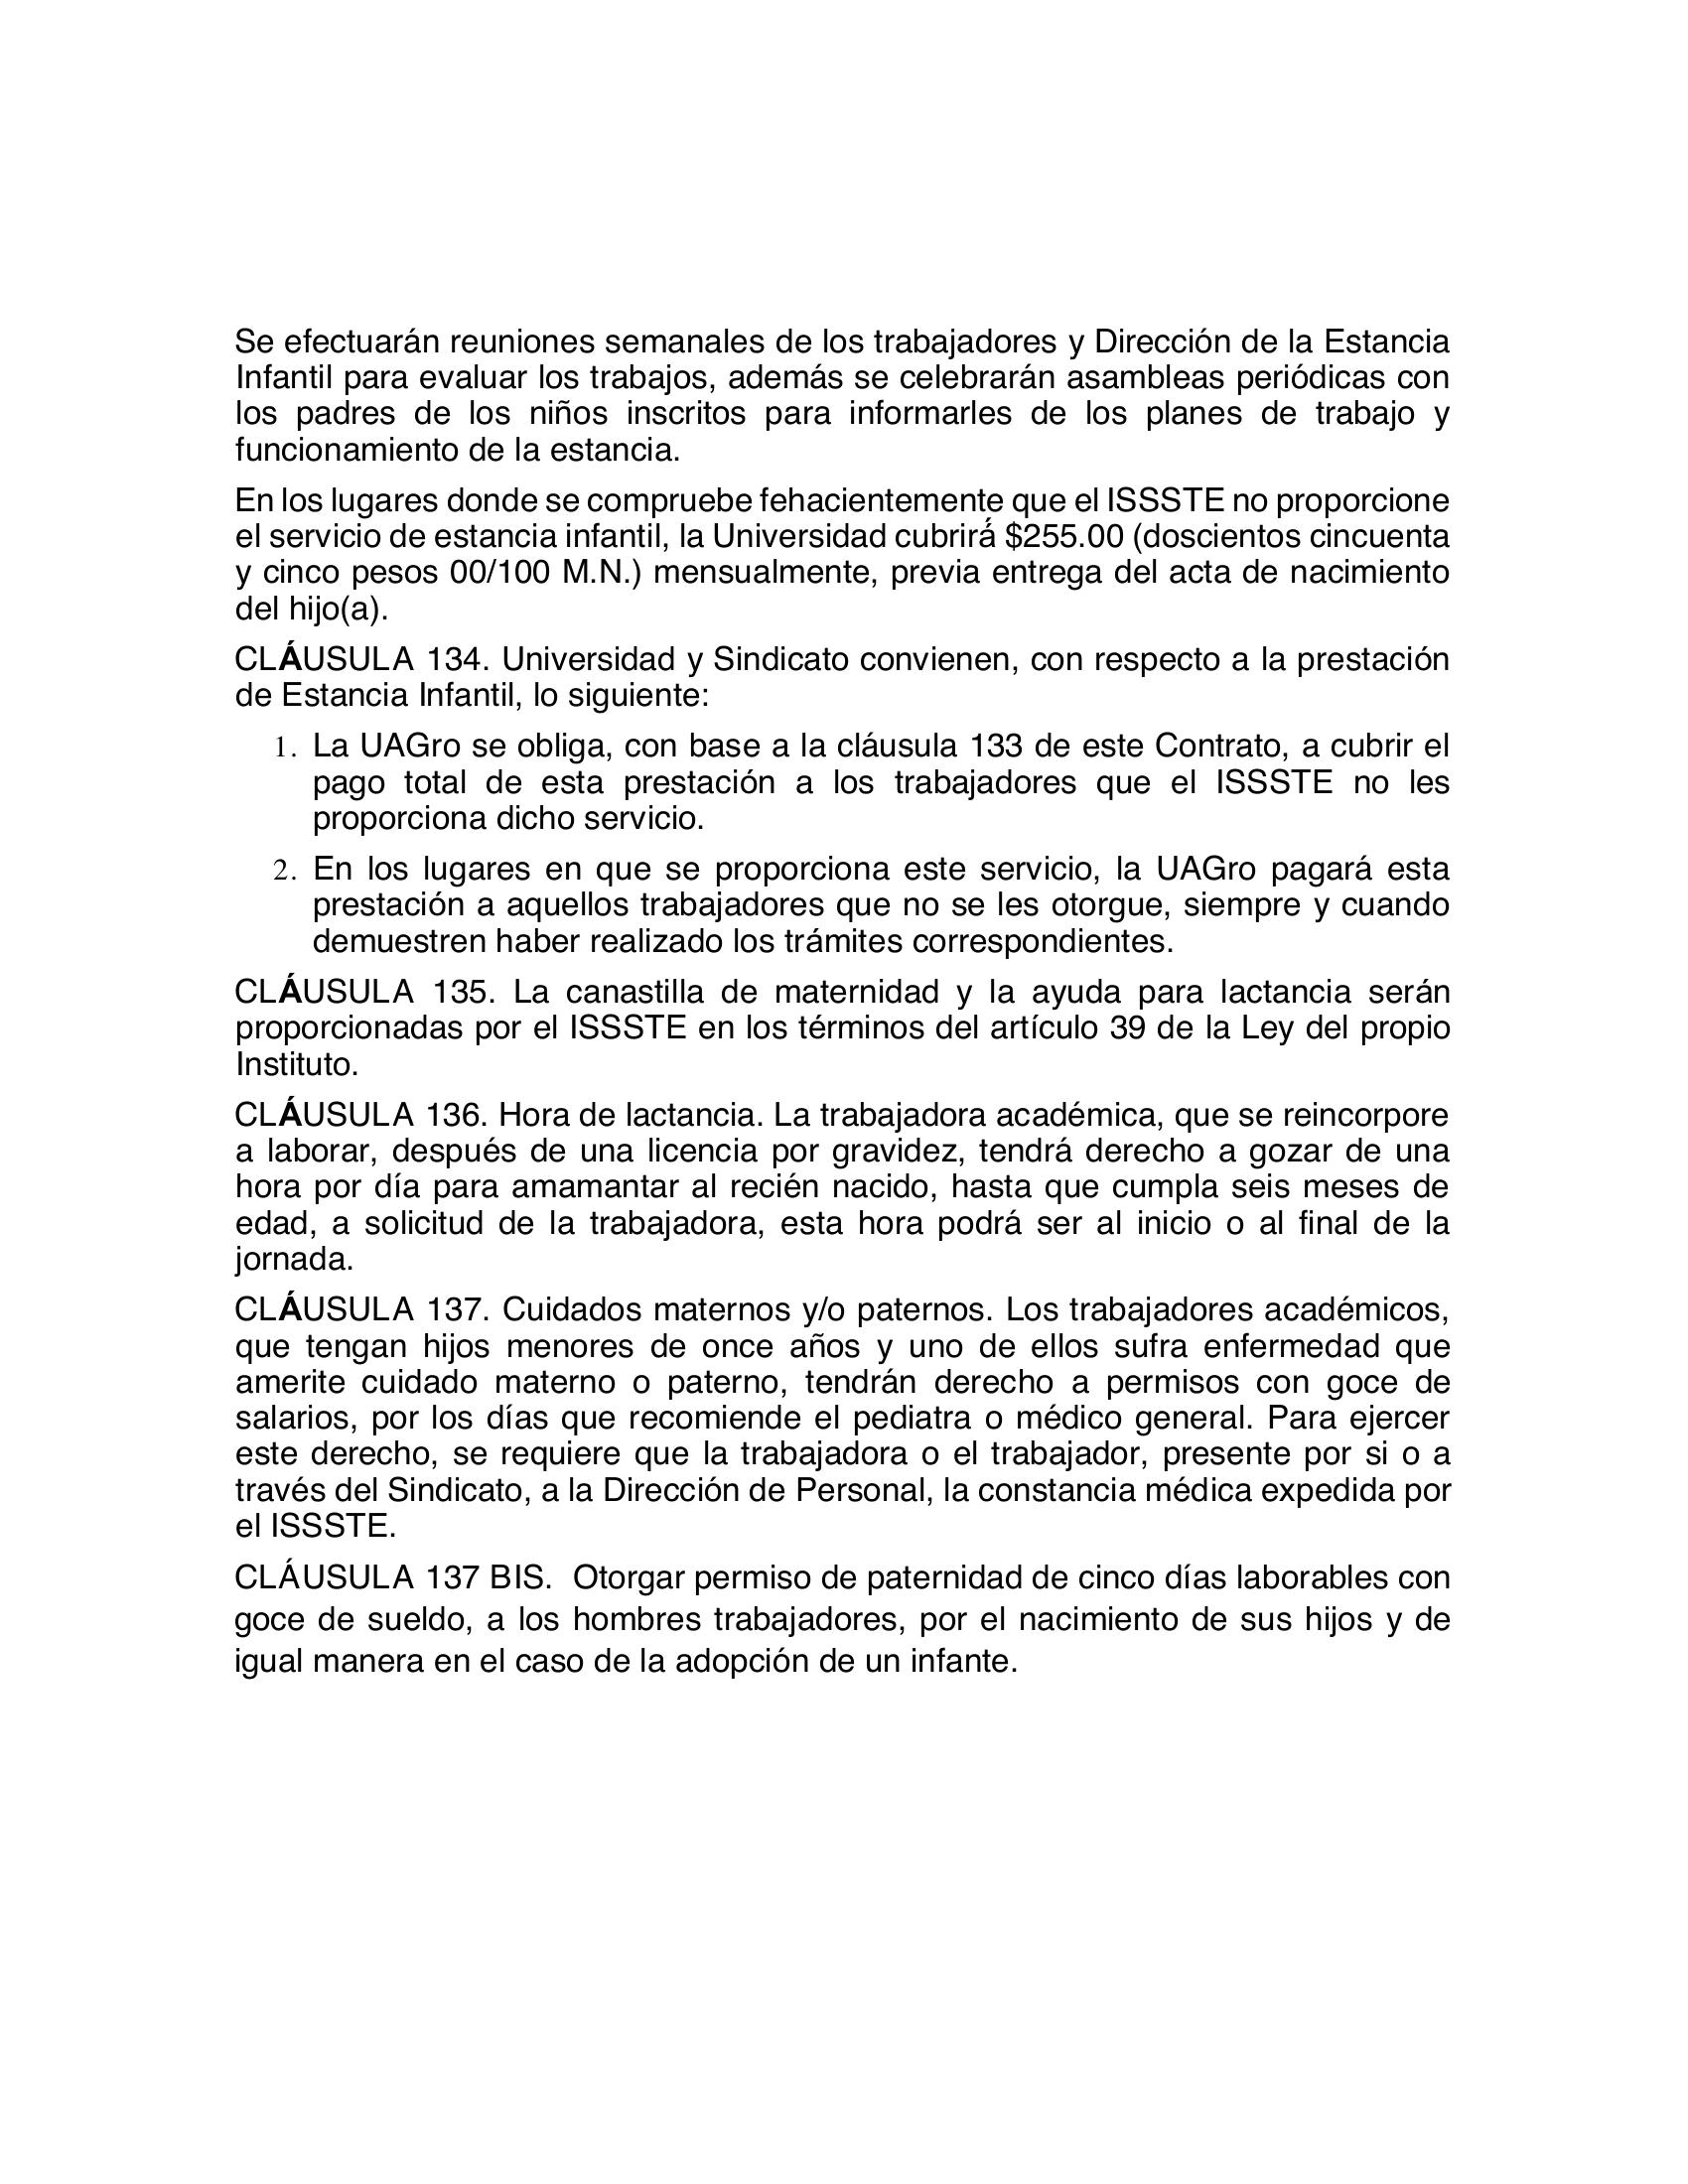 Se efectuarán reuniones semanales de los trabajadores y Dirección de la Estancia
Infantil para evaluar los trabajos, además se celebrarán asambleas periódicas con
los padres de los niños inscritos para informarles de los planes de trabajo y
funcionamiento de la estancia.
En los lugares donde se compruebe fehacientemente que el ISSSTE no proporcione
el servicio de estancia infantil, la Universidad cubrirá́ $255.00 (doscientos cincuenta
y cinco pesos 00/100 M.N.) mensualmente, previa entrega del acta de nacimiento
del hijo(a).
CLÁUSULA 134. Universidad y Sindicato convienen, con respecto a la prestación
de Estancia Infantil, lo siguiente:
1. La UAGro se obliga, con base a la cláusula 133 de este Contrato, a cubrir el
pago total de esta prestación a los trabajadores que el ISSSTE no les
proporciona dicho servicio.
2. En los lugares en que se proporciona este servicio, la UAGro pagará esta
prestación a aquellos trabajadores que no se les otorgue, siempre y cuando
demuestren haber realizado los trámites correspondientes.
CLÁUSULA 135. La canastilla de maternidad y la ayuda para lactancia serán
proporcionadas por el ISSSTE en los términos del artículo 39 de la Ley del propio
Instituto.
CLÁUSULA 136. Hora de lactancia. La trabajadora académica, que se reincorpore
a laborar, después de una licencia por gravidez, tendrá derecho a gozar de una
hora por día para amamantar al recién nacido, hasta que cumpla seis meses de
edad, a solicitud de la trabajadora, esta hora podrá ser al inicio o al final de la
jornada.
CLÁUSULA 137. Cuidados maternos y/o paternos. Los trabajadores académicos,
que tengan hijos menores de once años y uno de ellos sufra enfermedad que
amerite cuidado materno o paterno, tendrán derecho a permisos con goce de
salarios, por los días que recomiende el pediatra o médico general. Para ejercer
este derecho, se requiere que la trabajadora o el trabajador, presente por si o a
través del Sindicato, a la Dirección de Personal, la constancia médica expedida por
el ISSSTE.
CLÁUSULA 137 BIS. Otorgar permiso de paternidad de cinco días laborables con
goce de sueldo, a los hombres trabajadores, por el nacimiento de sus hijos y de
igual manera en el caso de la adopción de un infante.